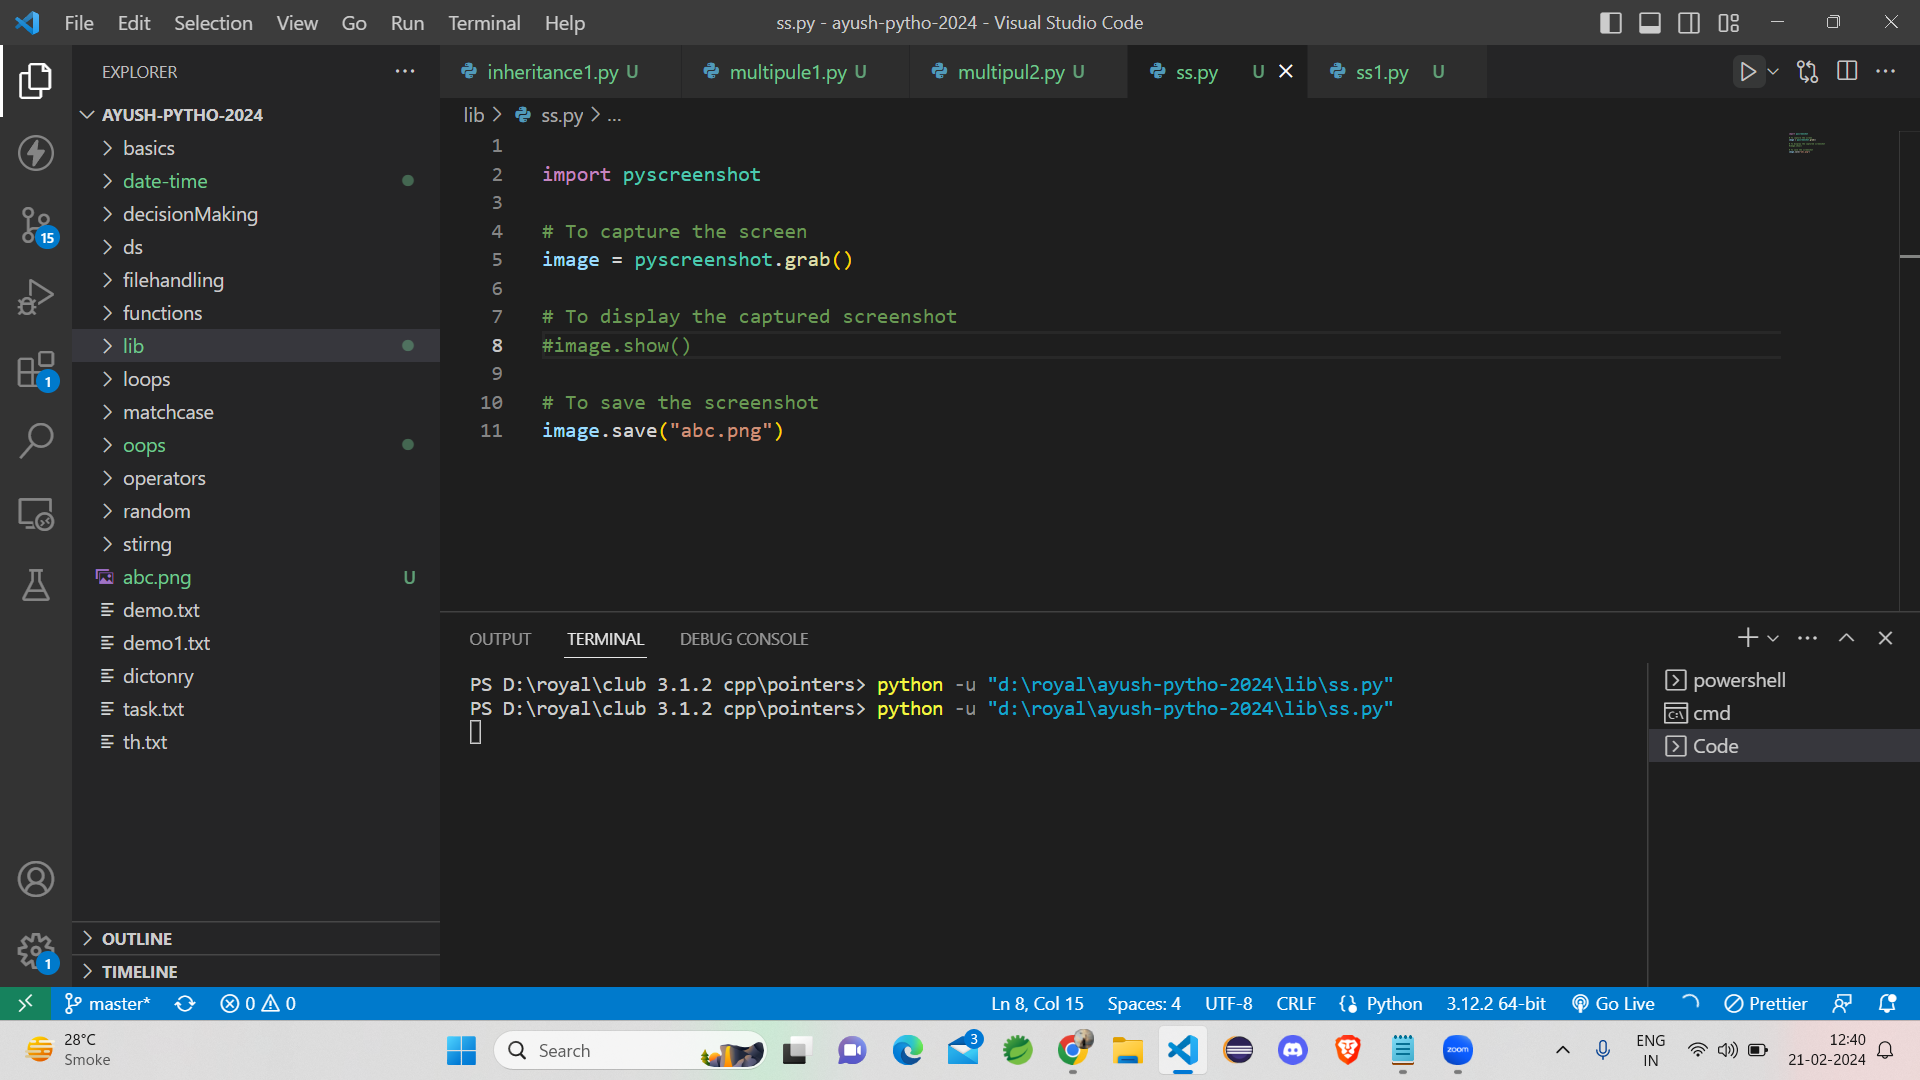 File Edit Selection View Go Run Terminal Help
ss.py - ayush-pytho-2024 - Visual Studio Code
EXPLORER
AYUSH-PYTHO-2024
basics
date-time
decisionMaking
ds
filehandling
functions
lib
loops
matchcase
oops
operators
random
stirng
abc.png U
demo.txt
demo1.txt
dictonry
task.txt
th.txt
OUTLINE
TIMELINE
15
1
1
inheritance1.py U multipule1.py U multipul2.py U ss.py U ss1.py U
lib > ss.py > ...
1
2 import pyscreenshot
3
4 # To capture the screen
5 image = pyscreenshot.grab()
6
7 # To display the captured screenshot
8 #image.show()
9
10 # To save the screenshot
11 image.save("abc.png")
OUTPUT TERMINAL DEBUG CONSOLE
PS D:\royal\club 3.1.2 cpp\pointers> python -u "d:\royal\ayush-pytho-2024\lib\ss.py"
PS D:\royal\club 3.1.2 cpp\pointers> python -u "d:\royal\ayush-pytho-2024\lib\ss.py"
powershell
cmd
Code
master* 0 0 Ln 8, Col 15 Spaces: 4 UTF-8 CRLF Python 3.12.2 64-bit Go Live Prettier
28°C
Smoke
Search
3
zoom
ENG
IN
12:40
21-02-2024